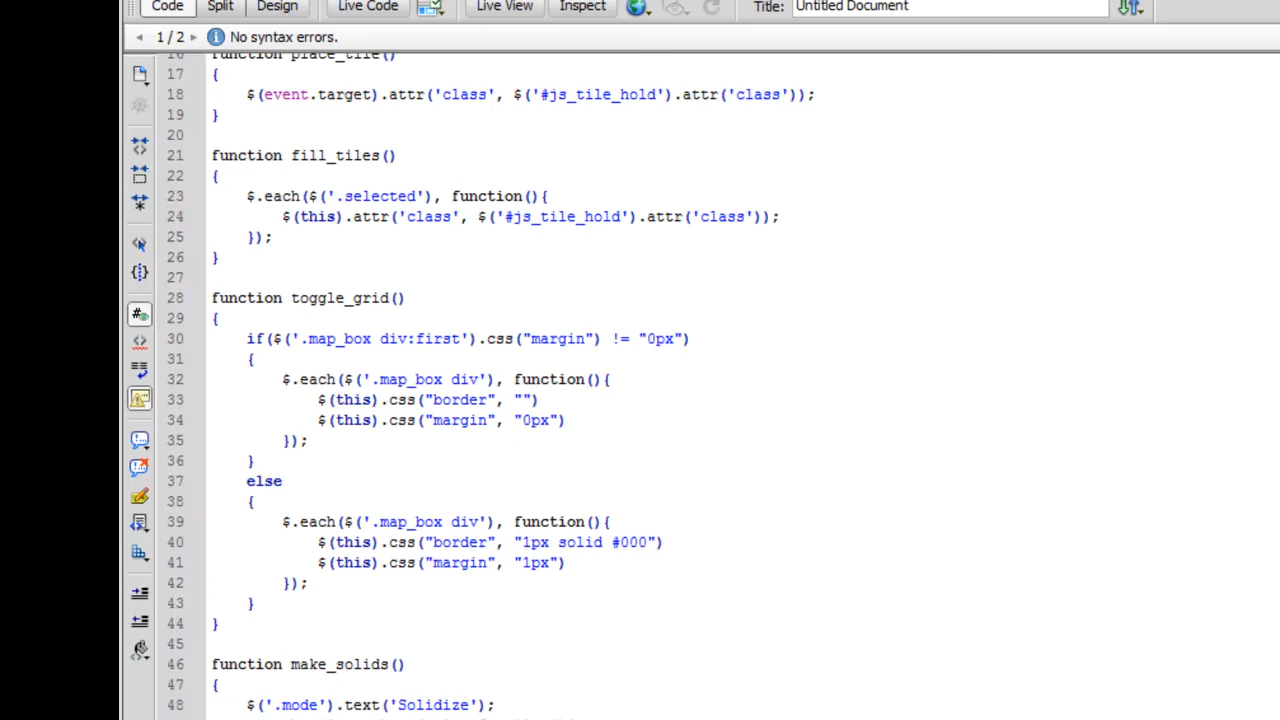 Code Split Design Live Code Live View Inspect Title: Untitled Document
1 / 2 No syntax errors.
16 function place_tile()
17 {
18 $(event.target).attr('class', $('#js_tile_hold').attr('class'));
19 }
20
21 function fill_tiles()
22 {
23 $.each($('.selected'), function(){
24 $(this).attr('class', $('#js_tile_hold').attr('class'));
25 });
26 }
27
28 function toggle_grid()
29 {
30 if($('.map_box div:first').css("margin") != "0px")
31 {
32 $.each($('.map_box div'), function(){
33 $(this).css("border", "")
34 $(this).css("margin", "0px")
35 });
36 }
37 else
38 {
39 $.each($('.map_box div'), function(){
40 $(this).css("border", "1px solid #000")
41 $(this).css("margin", "1px")
42 });
43 }
44 }
45
46 function make_solids()
47 {
48 $('.mode').text('Solidize');